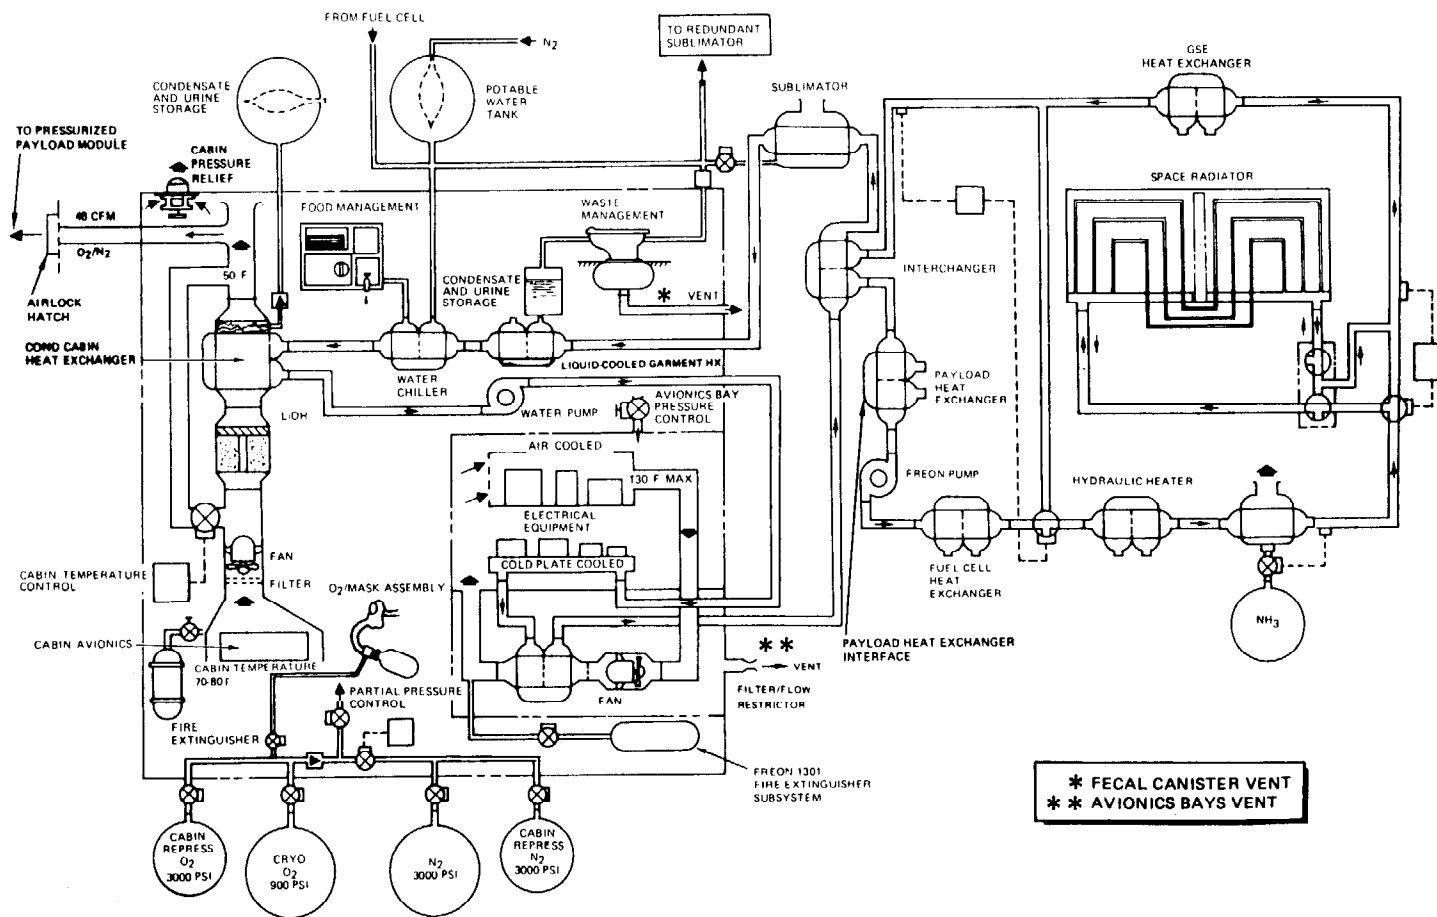 FROM FUEL CELL
N2
TO REDUNDANT
SUBLIMATOR
GSE
HEAT EXCHANGER
CONDENSATE
AND URINE
STORAGE
POTABLE
WATER
TANK
SUBLIMATOR
TO PRESSURIZED
PAYLOAD MODULE
CABIN
PRESSURE
RELIEF
48 CFM
O2/N2
AIRLOCK
HATCH
50 F
FOOD MANAGEMENT
WASTE
MANAGEMENT
CONDENSATE
AND URINE
STORAGE
* VENT
SPACE RADIATOR
INTERCHANGER
COND CABIN
HEAT EXCHANGER
WATER
CHILLER
LIQUID-COOLED GARMENT HX
PAYLOAD
HEAT
EXCHANGER
LiOH
WATER PUMP
AVIONICS BAY
PRESSURE
CONTROL
AIR COOLED
130 F MAX
ELECTRICAL
EQUIPMENT
FREON PUMP
HYDRAULIC HEATER
FAN
COLD PLATE COOLED
FUEL CELL
HEAT
EXCHANGER
CABIN TEMPERATURE
CONTROL
FILTER
O2/MASK ASSEMBLY
NH3
CABIN AVIONICS
CABIN TEMPERATURE
70-80 F
PAYLOAD HEAT EXCHANGER
INTERFACE
* *
VENT
FAN
FILTER/FLOW
RESTRICTOR
PARTIAL PRESSURE
CONTROL
FIRE
EXTINGUISHER
FREON 1301
FIRE EXTINGUISHER
SUBSYSTEM
* FECAL CANISTER VENT
* * AVIONICS BAYS VENT
CABIN
REPRESS
O2
3000 PSI
CRYO
O2
900 PSI
N2
3000 PSI
CABIN
REPRESS
N2
3000 PSI